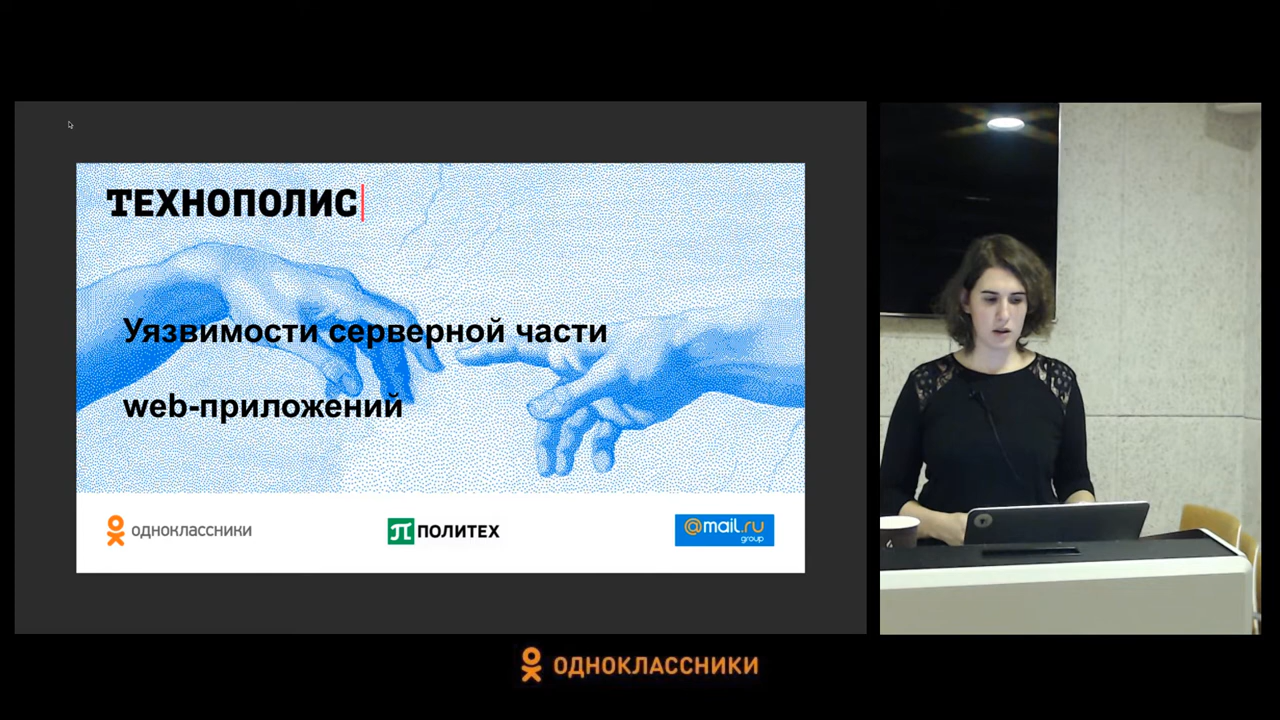 ТЕХНОПОЛИС
Уязвимости серверной части
web-приложений
одноклассники
ПОЛИТЕХ
@mail.ru
group
ОДНОКЛАССНИКИ